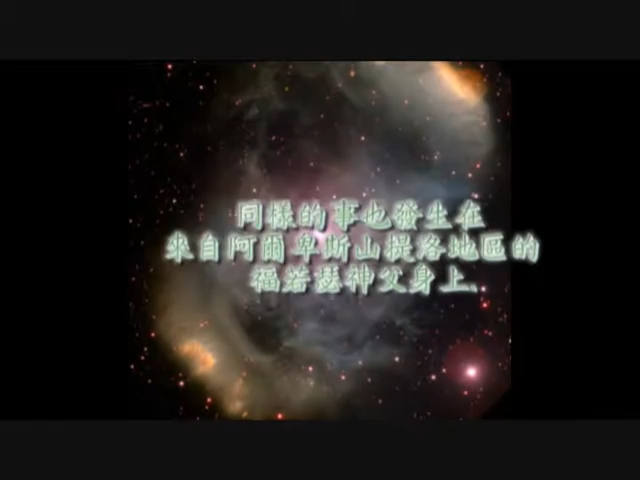 同樣的事也發生在
來自阿爾卑斯山提洛地區的
福若瑟神父身上.